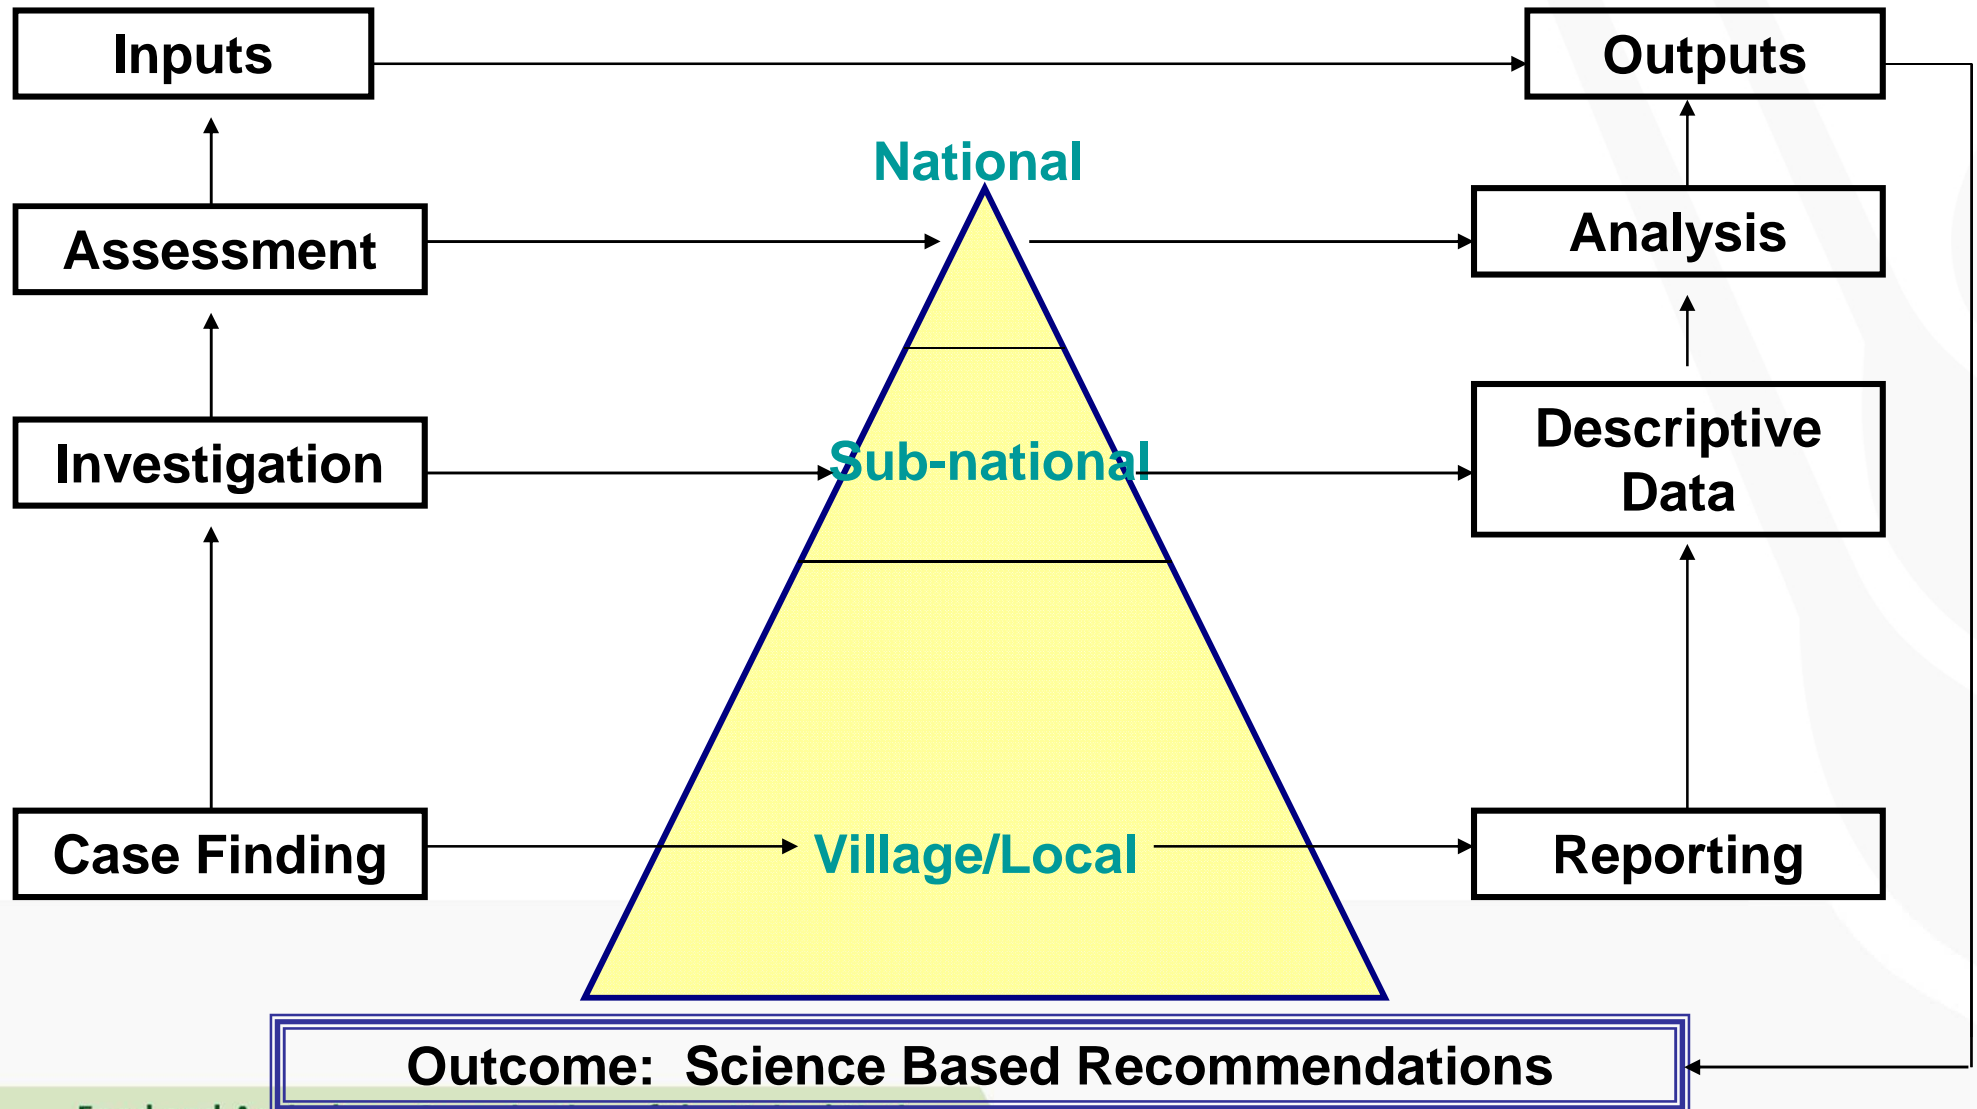 Inputs
Outputs
National
Assessment
Analysis
Investigation
Sub-national
Descriptive
Data
Case Finding
Village/Local
Reporting
Outcome: Science Based Recommendations